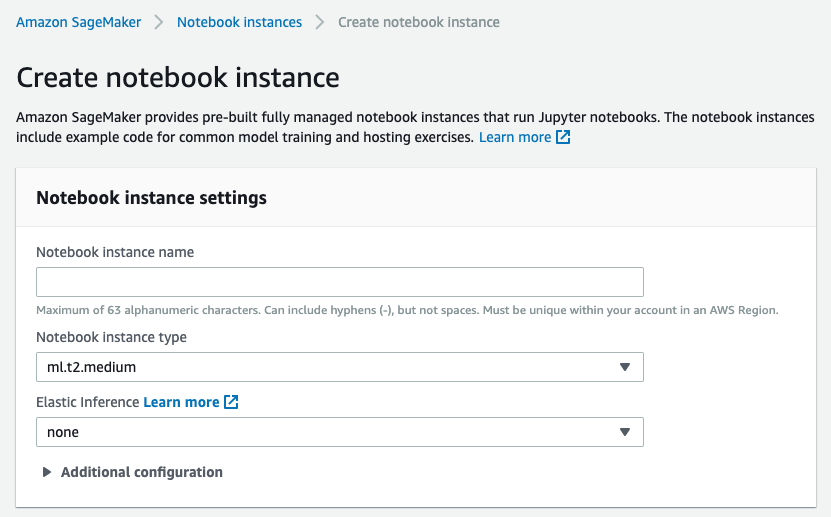 Amazon SageMaker > Notebook instances > Create notebook instance
Create notebook instance
Amazon SageMaker provides pre-built fully managed notebook instances that run Jupyter notebooks. The notebook instances
include example code for common model training and hosting exercises. Learn more
Notebook instance settings
Notebook instance name
Maximum of 63 alphanumeric characters. Can include hyphens (-), but not spaces. Must be unique within your account in an AWS Region.
Notebook instance type
ml.t2.medium
Elastic Inference Learn more
none
Additional configuration